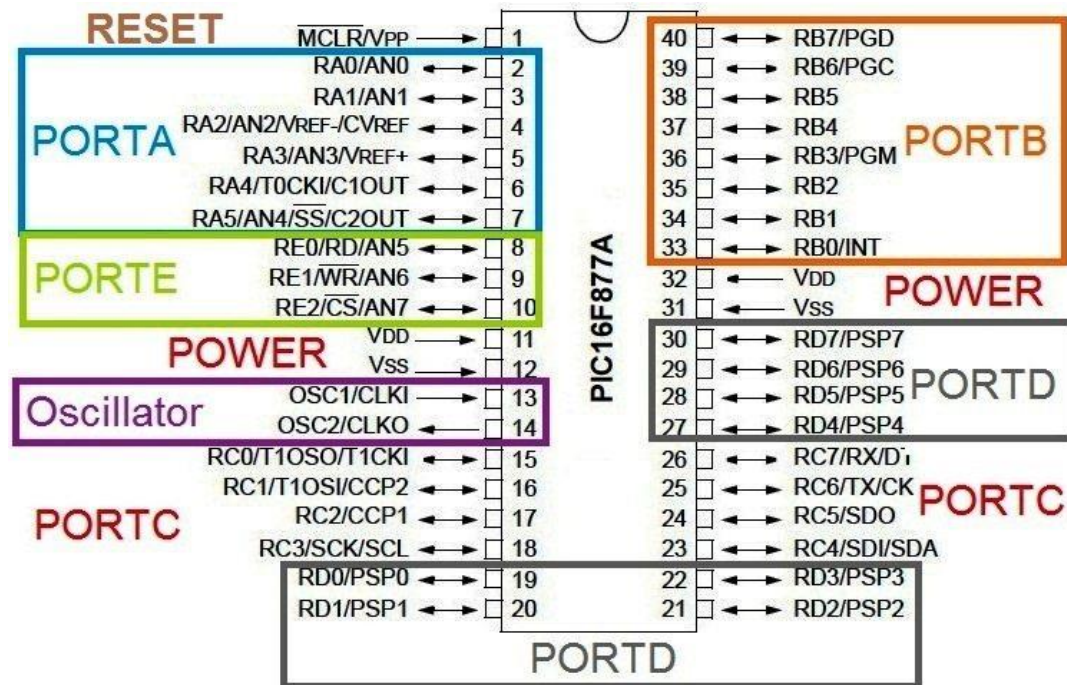 RESET
MCLR/VPP 1
RA0/AN0 2
RA1/AN1 3
RA2/AN2/VREF-/CVREF 4
RA3/AN3/VREF+ 5
RA4/T0CKI/C1OUT 6
RA5/AN4/SS/C2OUT 7
PORTA
RE0/RD/AN5 8
RE1/WR/AN6 9
RE2/CS/AN7 10
PORTE
VDD 11
VSS 12
POWER
OSC1/CLKI 13
OSC2/CLKO 14
Oscillator
RC0/T1OSO/T1CKI 15
RC1/T1OSI/CCP2 16
RC2/CCP1 17
RC3/SCK/SCL 18
PORTC
RD0/PSP0 19
RD1/PSP1 20
PIC16F877A
40 RB7/PGD
39 RB6/PGC
38 RB5
37 RB4
36 RB3/PGM
35 RB2
34 RB1
33 RB0/INT
PORTB
32 VDD
31 VSS
POWER
30 RD7/PSP7
29 RD6/PSP6
28 RD5/PSP5
27 RD4/PSP4
PORTD
26 RC7/RX/DT
25 RC6/TX/CK
24 RC5/SDO
23 RC4/SDI/SDA
PORTC
22 RD3/PSP3
21 RD2/PSP2
PORTD